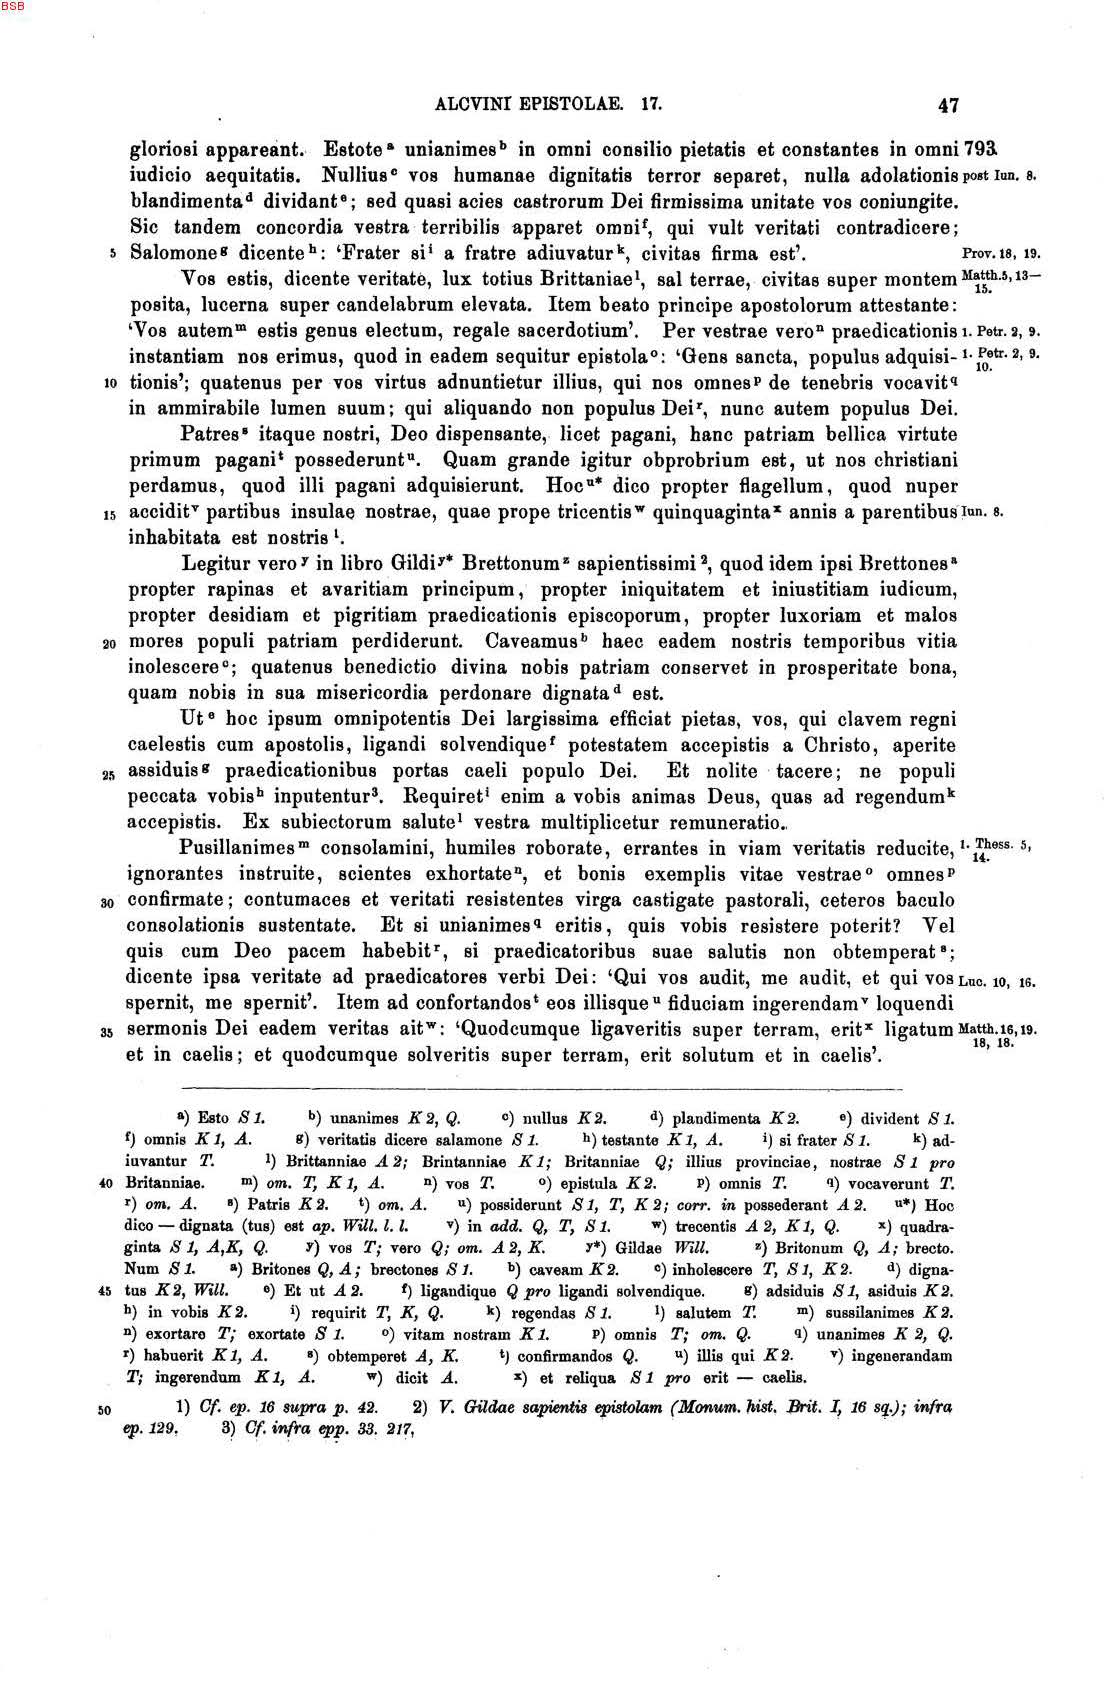 BSB
ALCVINI EPISTOLAE. 17. 47
gloriosi appareant. Estote a unianimes b in omni consilio pietatis et constantes in omni 793
iudicio aequitatis. Nullius c vos humanae dignitatis terror separet, nulla adolationis post Iun. 8.
blandimenta d dividant e; sed quasi acies castrorum Dei firmissima unitate vos coniungite.
Sic tandem concordia vestra terribilis apparet omni f, qui vult veritati contradicere;
5 Salomone g dicente h: ‘Frater si i a fratre adiuvatur k, civitas firma est’. Prov. 18, 19.
Vos estis, dicente veritate, lux totius Brittaniae l, sal terrae, civitas super montem Matth. 5, 13—15.
posita, lucerna super candelabrum elevata. Item beato principe apostolorum attestante:
‘Vos autem m estis genus electum, regale sacerdotium’. Per vestrae vero n praedicationis 1. Petr. 2, 9.
instantiam nos erimus, quod in eadem sequitur epistola o: ‘Gens sancta, populus adquisi- 1. Petr. 2, 9. 10.
10 tionis’; quatenus per vos virtus adnuntietur illius, qui nos omnes p de tenebris vocavit q
in ammirabile lumen suum; qui aliquando non populus Dei r, nunc autem populus Dei.
Patres s itaque nostri, Deo dispensante, licet pagani, hanc patriam bellica virtute
primum pagani t possederunt u. Quam grande igitur obprobrium est, ut nos christiani
perdamus, quod illi pagani adquisierunt. Hoc u* dico propter flagellum, quod nuper
15 accidit v partibus insulae nostrae, quae prope tricentis w quinquaginta x annis a parentibus Iun. 8.
inhabitata est nostris 1.
Legitur vero y in libro Gildi y* Brettonum z sapientissimi 2, quod idem ipsi Brettones a
propter rapinas et avaritiam principum, propter iniquitatem et iniustitiam iudicum,
propter desidiam et pigritiam praedicationis episcoporum, propter luxoriam et malos
20 mores populi patriam perdiderunt. Caveamus b haec eadem nostris temporibus vitia
inolescere c; quatenus benedictio divina nobis patriam conservet in prosperitate bona,
quam nobis in sua misericordia perdonare dignata d est.
Ut e hoc ipsum omnipotentis Dei largissima efficiat pietas, vos, qui clavem regni
caelestis cum apostolis, ligandi solvendique f potestatem accepistis a Christo, aperite
25 assiduis g praedicationibus portas caeli populo Dei. Et nolite tacere; ne populi
peccata vobis h inputentur 3. Requiret i enim a vobis animas Deus, quas ad regendum k
accepistis. Ex subiectorum salute l vestra multiplicetur remuneratio.
Pusillanimes m consolamini, humiles roborate, errantes in viam veritatis reducite, 1. Thess. 5, 14.
ignorantes instruite, scientes exhortate n, et bonis exemplis vitae vestrae o omnes p
30 confirmate; contumaces et veritati resistentes virga castigate pastorali, ceteros baculo
consolationis sustentate. Et si unianimes q eritis, quis vobis resistere poterit? Vel
quis cum Deo pacem habebit r, si praedicatoribus suae salutis non obtemperat s;
dicente ipsa veritate ad praedicatores verbi Dei: ‘Qui vos audit, me audit, et qui vos Luc. 10, 16.
spernit, me spernit’. Item ad confortandos t eos illisque u fiduciam ingerendam v loquendi
35 sermonis Dei eadem veritas ait w: ‘Quodcumque ligaveritis super terram, erit x ligatum Matth. 16, 19. 18, 18.
et in caelis; et quodcumque solveritis super terram, erit solutum et in caelis’.
a) Esto S 1. b) unanimes K 2, Q. c) nullus K 2. d) plandimenta K 2. e) divident S 1.
f) omnis K 1, A. g) veritatis dicere salamone S 1. h) testante K 1, A. i) si frater S 1. k) ad-
iuvantur T. l) Brittanniae A 2; Brintanniae K 1; Britanniae Q; illius provinciae, nostrae S 1 pro
40 Britanniae. m) om. T, K 1, A. n) vos T. o) epistula K 2. p) omnis T. q) vocaverunt T.
r) om. A. s) Patris K 2. t) om. A. u) possiderunt S 1, T, K 2; corr. in possederant A 2. u*) Hoc
dico — dignata (tus) est ap. Will. l. l. v) in add. Q, T, S 1. w) trecentis A 2, K 1, Q. x) quadra-
ginta S 1, A, K, Q. y) vos T; vero Q; om. A 2, K. y*) Gildae Will. z) Britonum Q, A; brecto.
Num S 1. a) Britones Q, A; brectones S 1. b) caveam K 2. c) inholescere T, S 1, K 2. d) digna-
45 tus K 2, Will. e) Et ut A 2. f) ligandique Q pro ligandi solvendique. g) adsiduis S 1, asiduis K 2.
h) in vobis K 2. i) requirit T, K, Q. k) regendas S 1. l) salutem T. m) sussilanimes K 2.
n) exortare T; exortate S 1. o) vitam nostram K 1. p) omnis T; om. Q. q) unanimes K 2, Q.
r) habuerit K 1, A. s) obtemperet A, K. t) confirmandos Q. u) illis qui K 2. v) ingenerandam
T; ingerendum K 1, A. w) dicit A. x) et reliqua S 1 pro erit — caelis.
50 1) Cf. ep. 16 supra p. 42. 2) V. Gildae sapientis epistolam (Monum. hist. Brit. I, 16 sq.); infra
ep. 129. 3) Cf. infra epp. 33. 217.